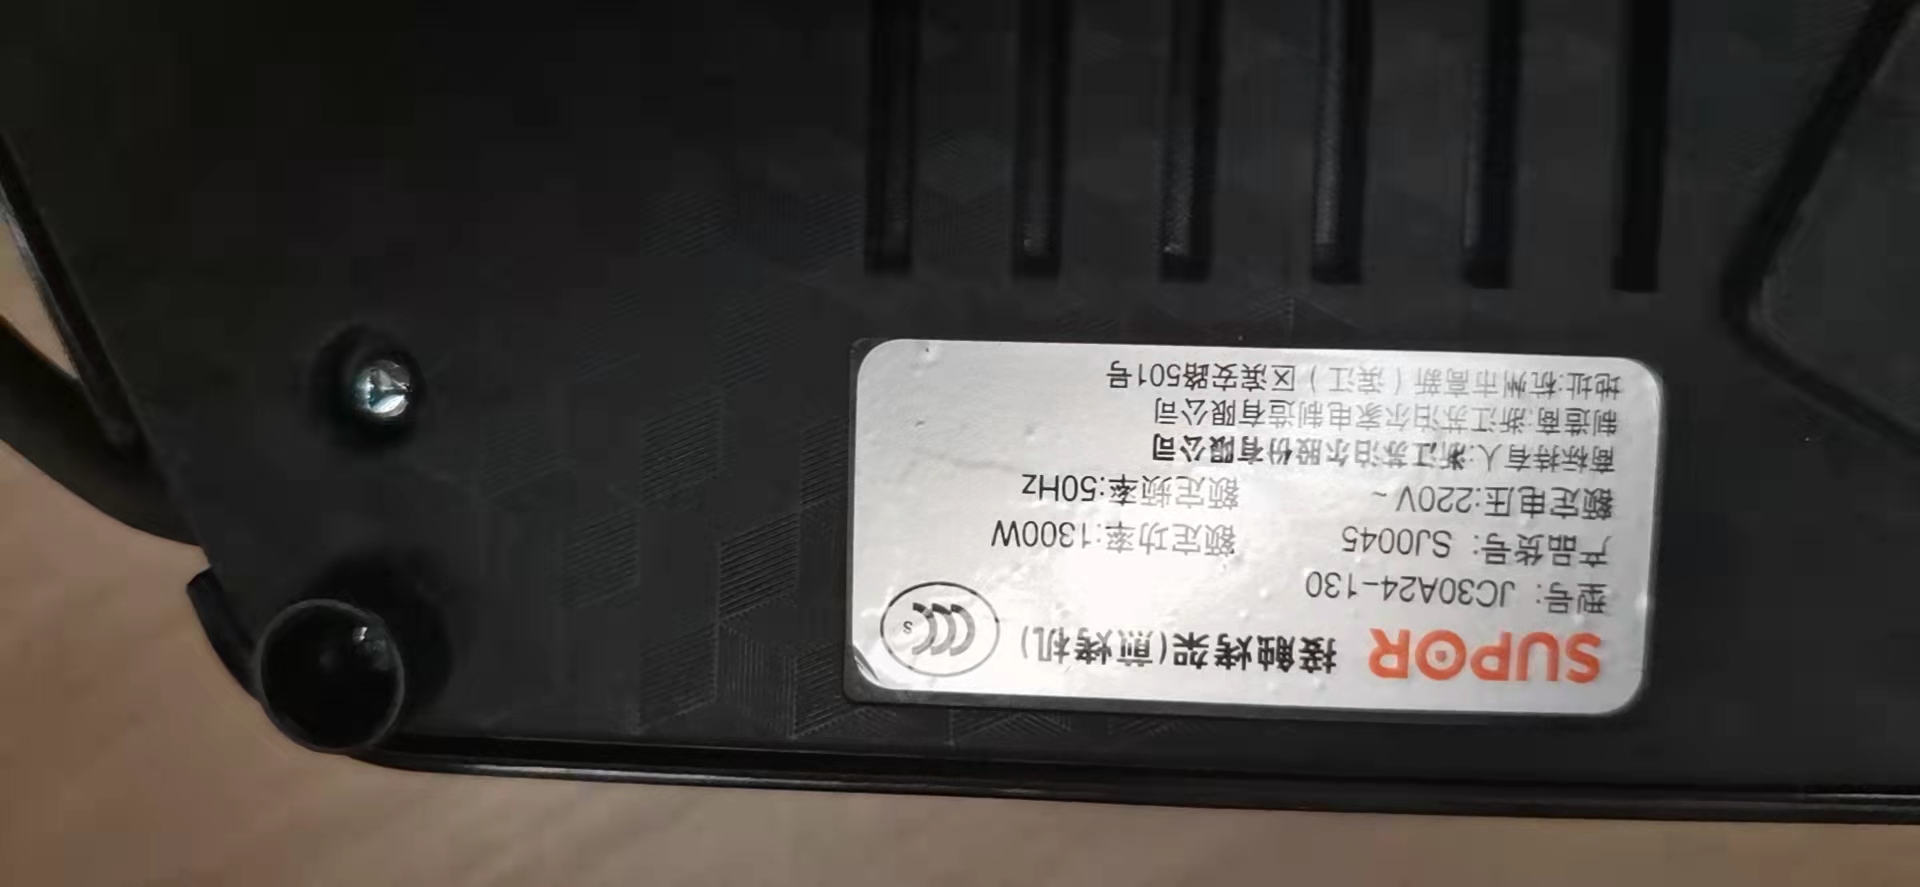 SUPOR 接触烤架(煎烤机)
型号: JC30A24-130
产品货号: SJ0045 额定功率:1300W
额定电压:220V ~ 额定频率:50Hz
商标持有人:浙江苏泊尔股份有限公司
制造商:浙江苏泊尔家电制造有限公司
地址:杭州市高新(滨江)区滨安路501号
CCC S